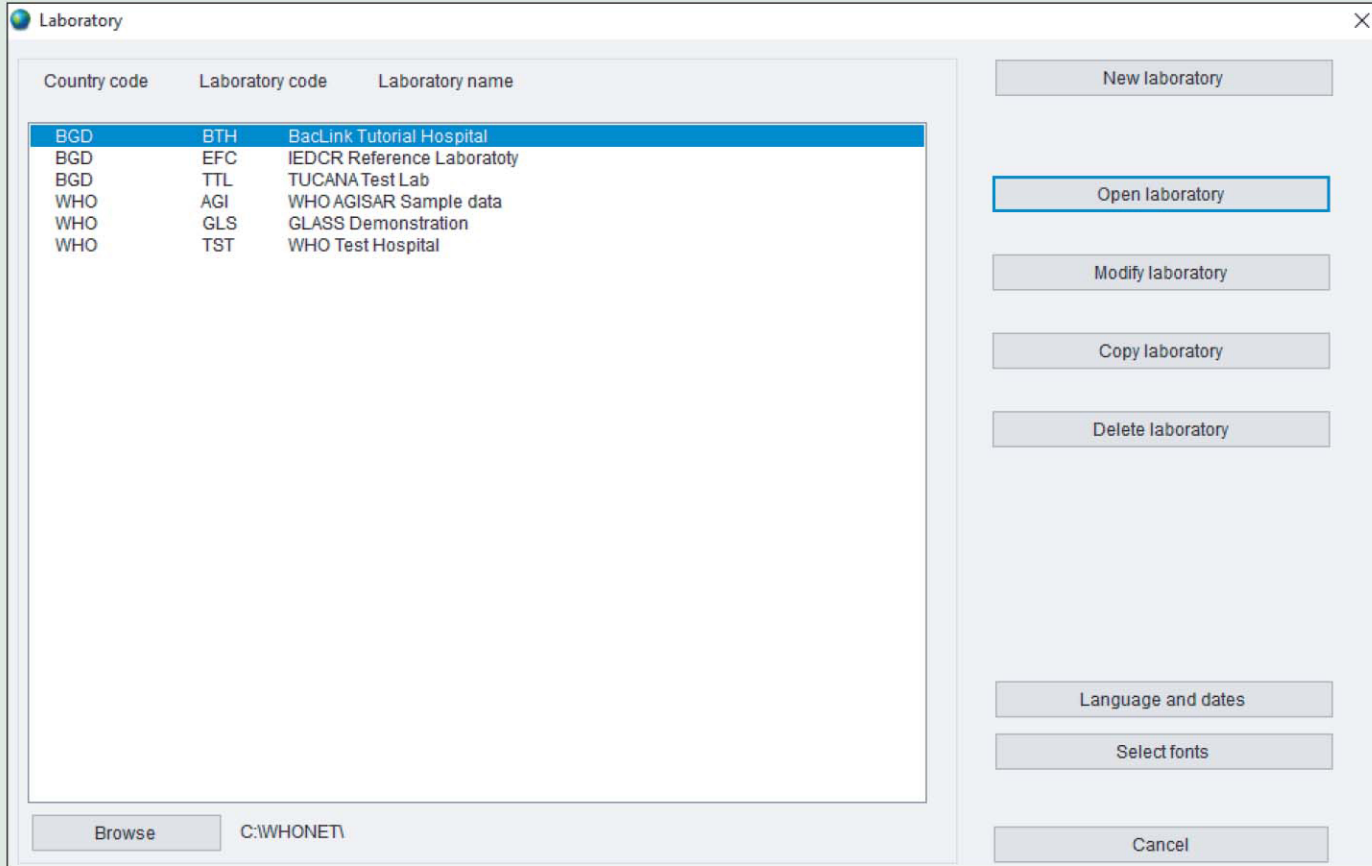 Laboratory
Country code Laboratory code Laboratory name
BGD BTH BacLink Tutorial Hospital
BGD EFC IEDCR Reference Laboratoty
BGD TTL TUCANA Test Lab
WHO AGI WHO AGISAR Sample data
WHO GLS GLASS Demonstration
WHO TST WHO Test Hospital
Browse C:\WHONET\
New laboratory
Open laboratory
Modify laboratory
Copy laboratory
Delete laboratory
Language and dates
Select fonts
Cancel